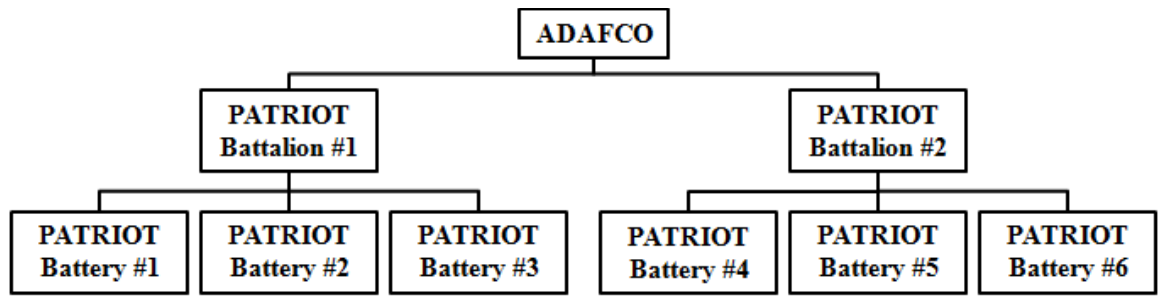 ADAFCO
PATRIOT
Battalion #1
PATRIOT
Battalion #2
PATRIOT
Battery #1
PATRIOT
Battery #2
PATRIOT
Battery #3
PATRIOT
Battery #4
PATRIOT
Battery #5
PATRIOT
Battery #6